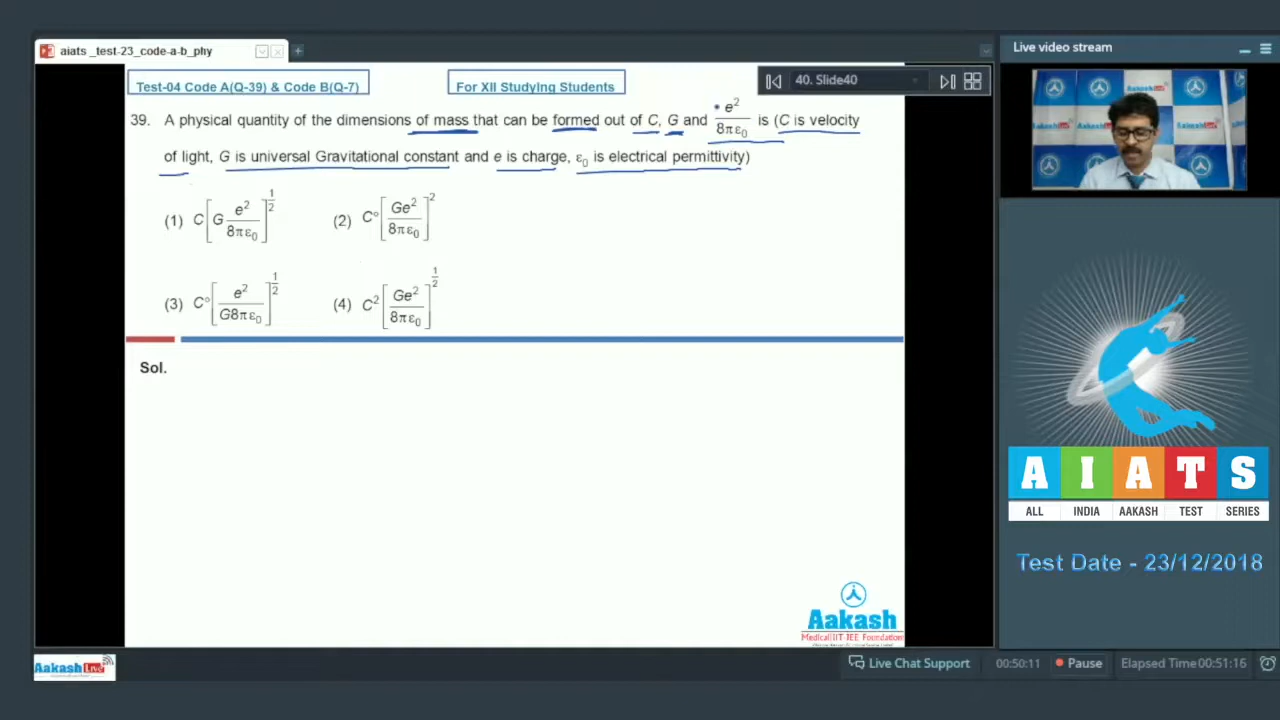 aiats _test-23_code-a-b_phy
Live video stream
Test-04 Code A(Q-39) & Code B(Q-7)
For XII Studying Students
40. Slide40
39. A physical quantity of the dimensions of mass that can be formed out of C, G and e²/8πε₀ is (C is velocity
of light, G is universal Gravitational constant and e is charge, ε₀ is electrical permittivity)
(1) C[G e²/8πε₀]^1/2
(2) C°[Ge²/8πε₀]²
(3) C°[e²/G8πε₀]^1/2
(4) C²[Ge²/8πε₀]^1/2
Sol.
A I A T S
ALL INDIA AAKASH TEST SERIES
Test Date - 23/12/2018
Aakash
Medical|IIT-JEE|Foundations
Aakash Live
Live Chat Support
00:50:11
Pause
Elapsed Time 00:51:16